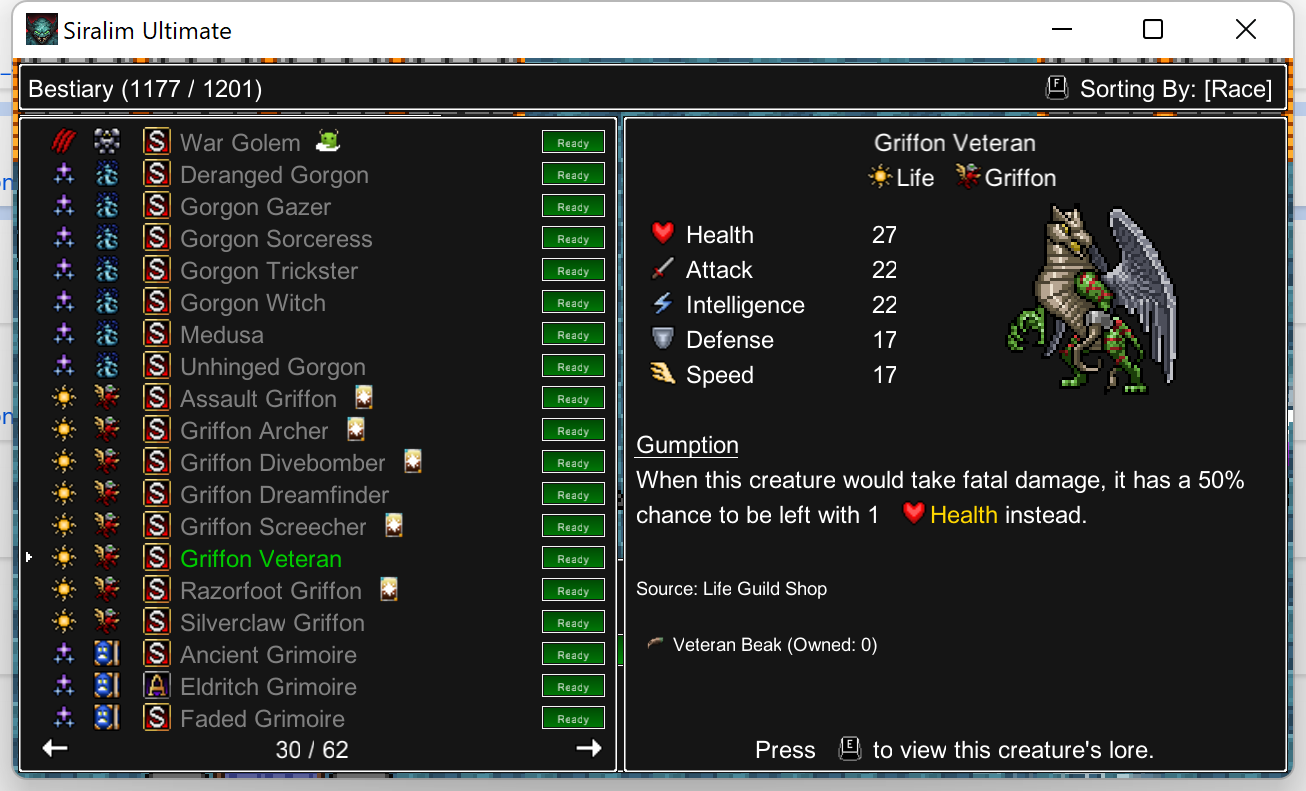 Siralim Ultimate
Bestiary (1177 / 1201)
F Sorting By: [Race]
S War Golem Ready
S Deranged Gorgon Ready
S Gorgon Gazer Ready
S Gorgon Sorceress Ready
S Gorgon Trickster Ready
S Gorgon Witch Ready
S Medusa Ready
S Unhinged Gorgon Ready
S Assault Griffon Ready
S Griffon Archer Ready
S Griffon Divebomber Ready
S Griffon Dreamfinder Ready
S Griffon Screecher Ready
S Griffon Veteran Ready
S Razorfoot Griffon Ready
S Silverclaw Griffon Ready
S Ancient Grimoire Ready
A Eldritch Grimoire Ready
S Faded Grimoire Ready
30 / 62
Griffon Veteran
Life Griffon
Health 27
Attack 22
Intelligence 22
Defense 17
Speed 17
Gumption
When this creature would take fatal damage, it has a 50%
chance to be left with 1 Health instead.
Source: Life Guild Shop
Veteran Beak (Owned: 0)
Press E to view this creature's lore.